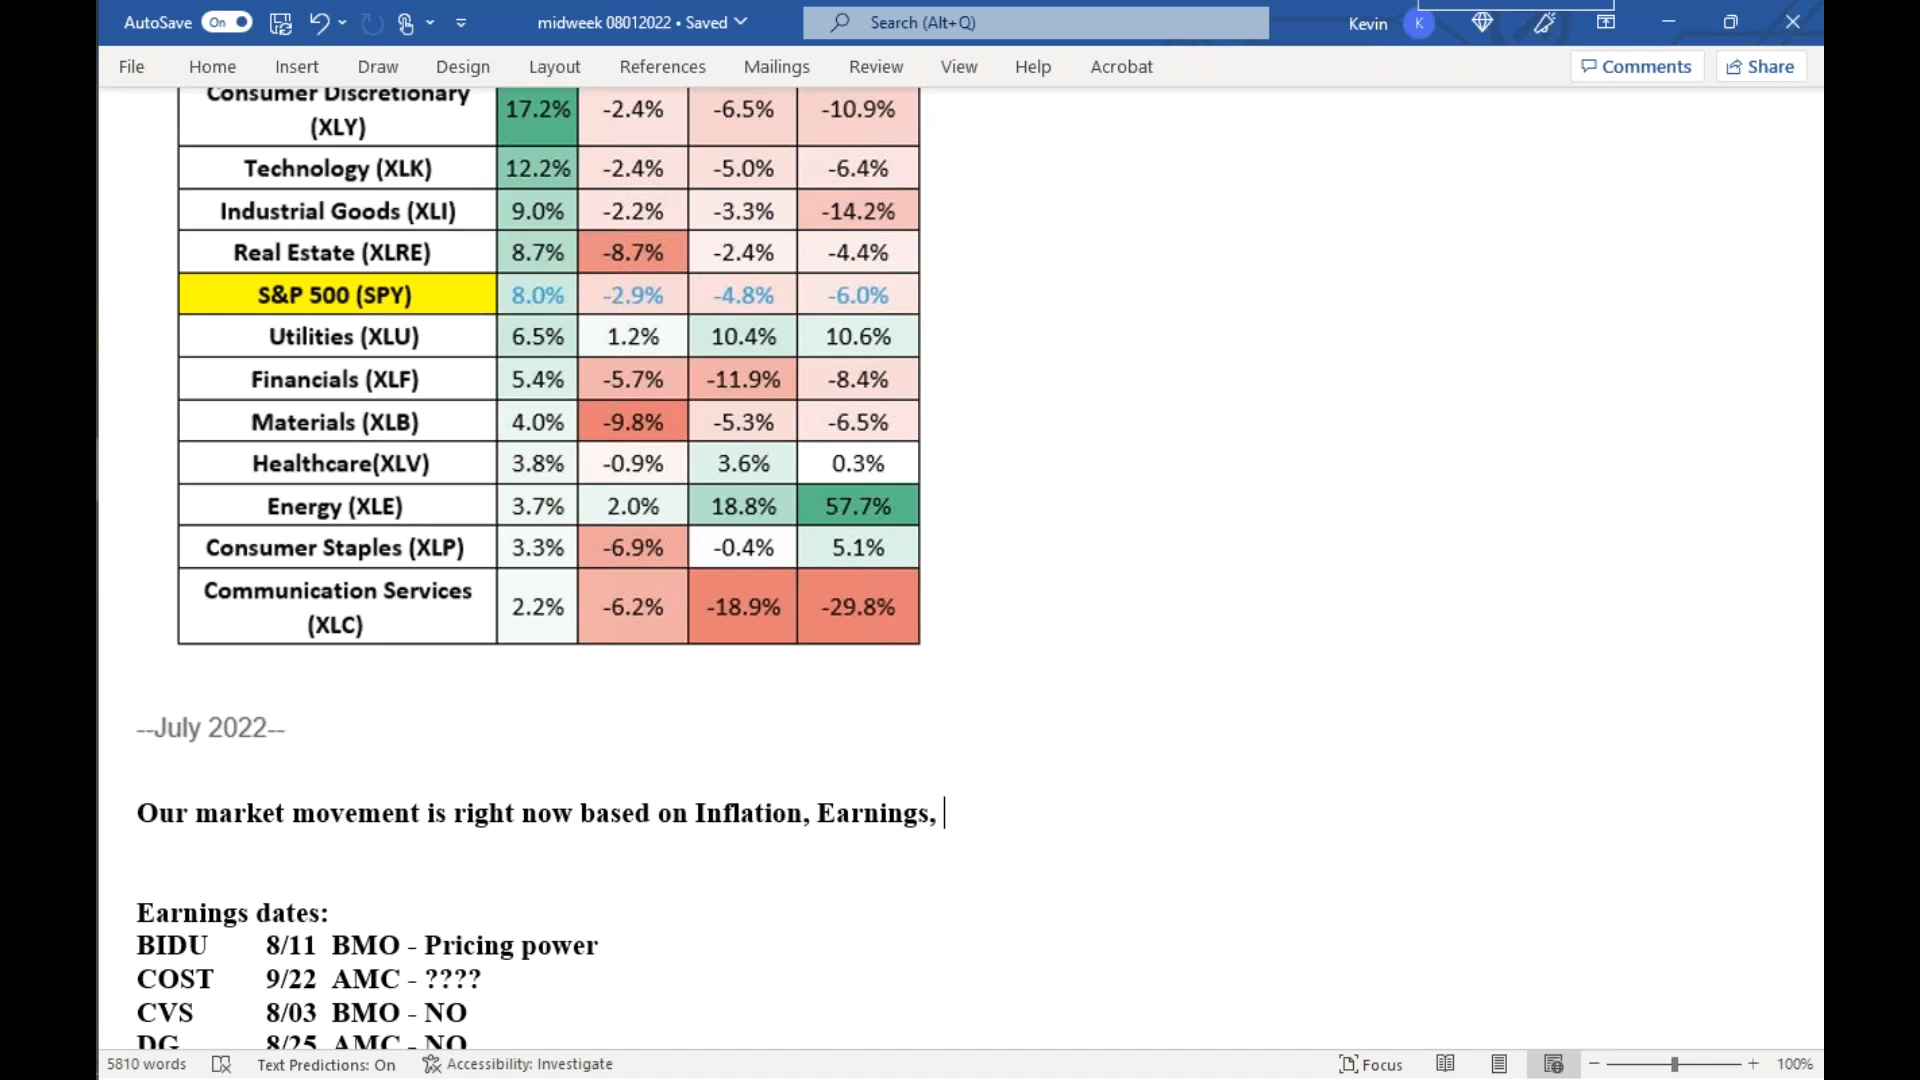 AutoSave On midweek 08012022 • Saved Search (Alt+Q) Kevin K
File Home Insert Draw Design Layout References Mailings Review View Help Acrobat Comments Share
Consumer Discretionary
(XLY) 17.2% -2.4% -6.5% -10.9%
Technology (XLK) 12.2% -2.4% -5.0% -6.4%
Industrial Goods (XLI) 9.0% -2.2% -3.3% -14.2%
Real Estate (XLRE) 8.7% -8.7% -2.4% -4.4%
S&P 500 (SPY) 8.0% -2.9% -4.8% -6.0%
Utilities (XLU) 6.5% 1.2% 10.4% 10.6%
Financials (XLF) 5.4% -5.7% -11.9% -8.4%
Materials (XLB) 4.0% -9.8% -5.3% -6.5%
Healthcare(XLV) 3.8% -0.9% 3.6% 0.3%
Energy (XLE) 3.7% 2.0% 18.8% 57.7%
Consumer Staples (XLP) 3.3% -6.9% -0.4% 5.1%
Communication Services
(XLC) 2.2% -6.2% -18.9% -29.8%
--July 2022--
Our market movement is right now based on Inflation, Earnings,
Earnings dates:
BIDU 8/11 BMO - Pricing power
COST 9/22 AMC - ????
CVS 8/03 BMO - NO
DG 8/25 AMC - NO
5810 words Text Predictions: On Accessibility: Investigate Focus 100%